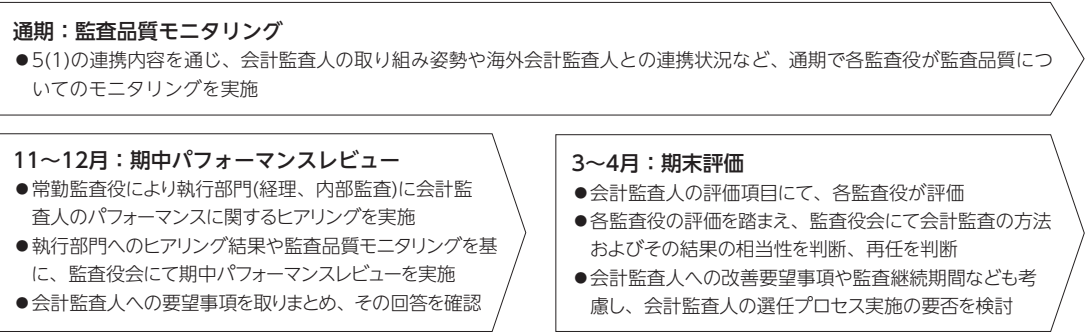 通期：監査品質モニタリング
●5(1)の連携内容を通じ、会計監査人の取り組み姿勢や海外会計監査人との連携状況など、通期で各監査役が監査品質につ
いてのモニタリングを実施
11～12月：期中パフォーマンスレビュー
●常勤監査役により執行部門(経理、内部監査)に会計監
査人のパフォーマンスに関するヒアリングを実施
●執行部門へのヒアリング結果や監査品質モニタリングを基
に、監査役会にて期中パフォーマンスレビューを実施
●会計監査人への要望事項を取りまとめ、その回答を確認
3～4月：期末評価
●会計監査人の評価項目にて、各監査役が評価
●各監査役の評価を踏まえ、監査役会にて会計監査の方法
およびその結果の相当性を判断、再任を判断
●会計監査人への改善要望事項や監査継続期間なども考
慮し、会計監査人の選任プロセス実施の要否を検討